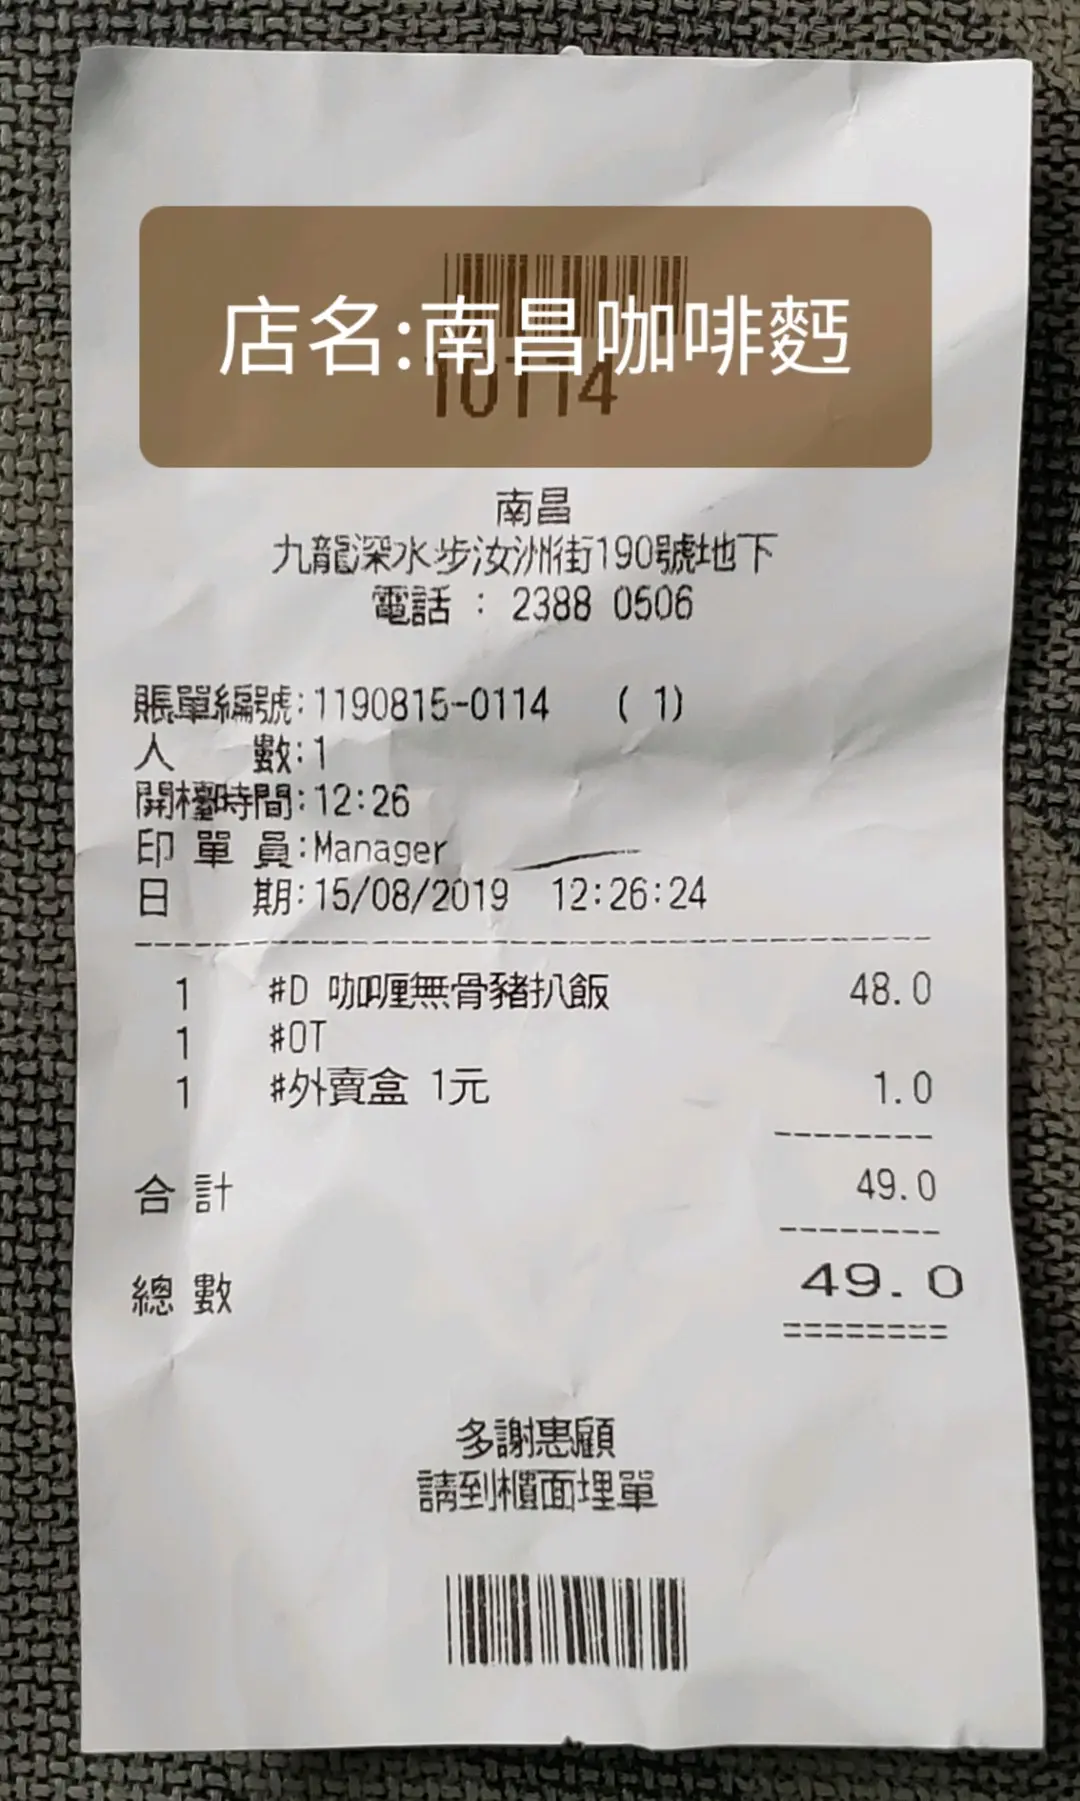 店名:南昌咖啡麪
10114
南昌
九龍深水步汝洲街190號地下
電話 : 2388 0506
賬單編號:1190815-0114 ( 1)
人 數:1
開檯時間:12:26
印 單 員:Manager
日 期:15/08/2019 12:26:24
1 #D 咖喱無骨豬扒飯 48.0
1 #OT
1 #外賣盒 1元 1.0
合 計 49.0
總 數 49.0
多謝惠顧
請到櫃面埋單